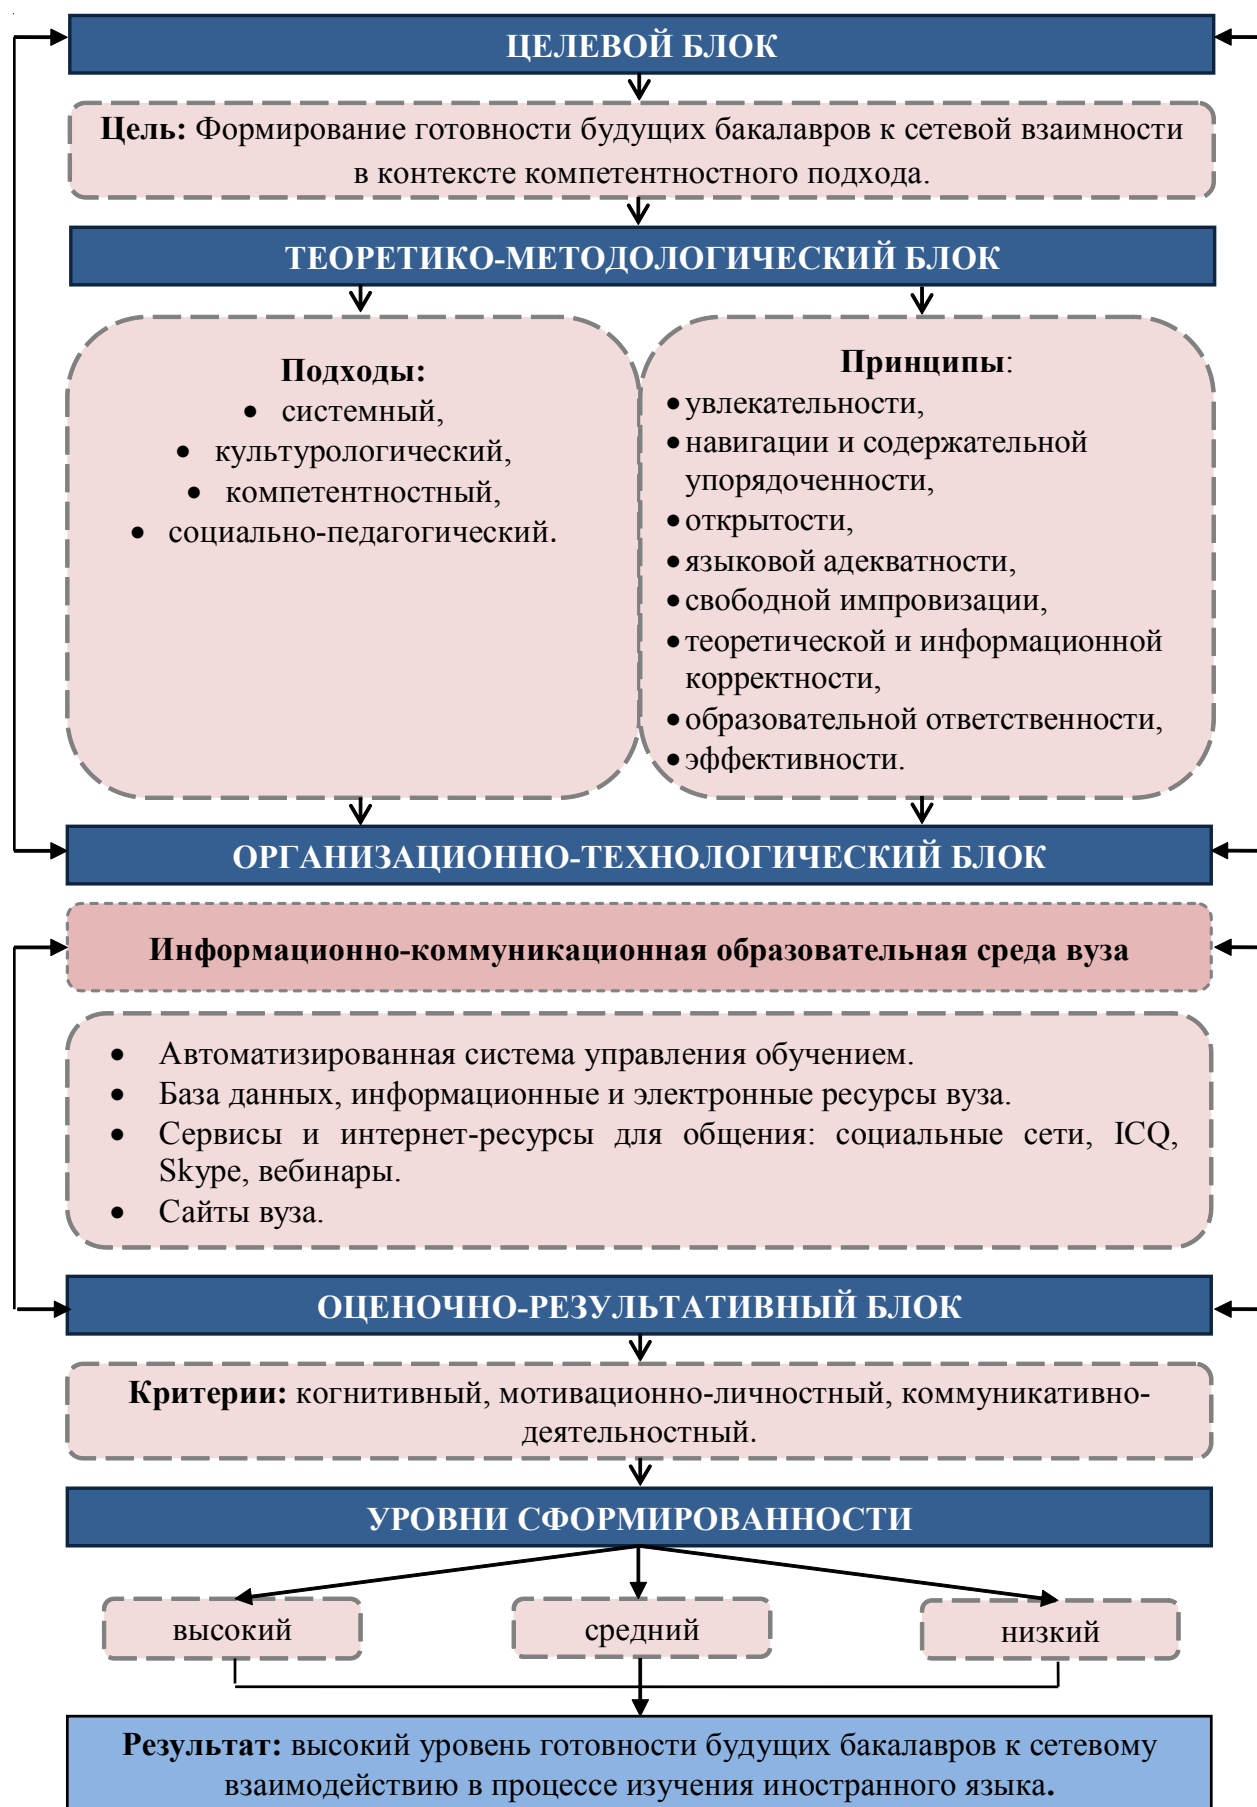 ЦЕЛЕВОЙ БЛОК
Цель: Формирование готовности будущих бакалавров к сетевой взаимности
в контексте компетентностного подхода.
ТЕОРЕТИКО-МЕТОДОЛОГИЧЕСКИЙ БЛОК
Подходы:
• системный,
• культурологический,
• компетентностный,
• социально-педагогический.
Принципы:
• увлекательности,
• навигации и содержательной
упорядоченности,
• открытости,
• языковой адекватности,
• свободной импровизации,
• теоретической и информационной
корректности,
• образовательной ответственности,
• эффективности.
ОРГАНИЗАЦИОННО-ТЕХНОЛОГИЧЕСКИЙ БЛОК
Информационно-коммуникационная образовательная среда вуза
• Автоматизированная система управления обучением.
• База данных, информационные и электронные ресурсы вуза.
• Сервисы и интернет-ресурсы для общения: социальные сети, ICQ,
Skype, вебинары.
• Сайты вуза.
ОЦЕНОЧНО-РЕЗУЛЬТАТИВНЫЙ БЛОК
Критерии: когнитивный, мотивационно-личностный, коммуникативно-
деятельностный.
УРОВНИ СФОРМИРОВАННОСТИ
высокий
средний
низкий
Результат: высокий уровень готовности будущих бакалавров к сетевому
взаимодействию в процессе изучения иностранного языка.